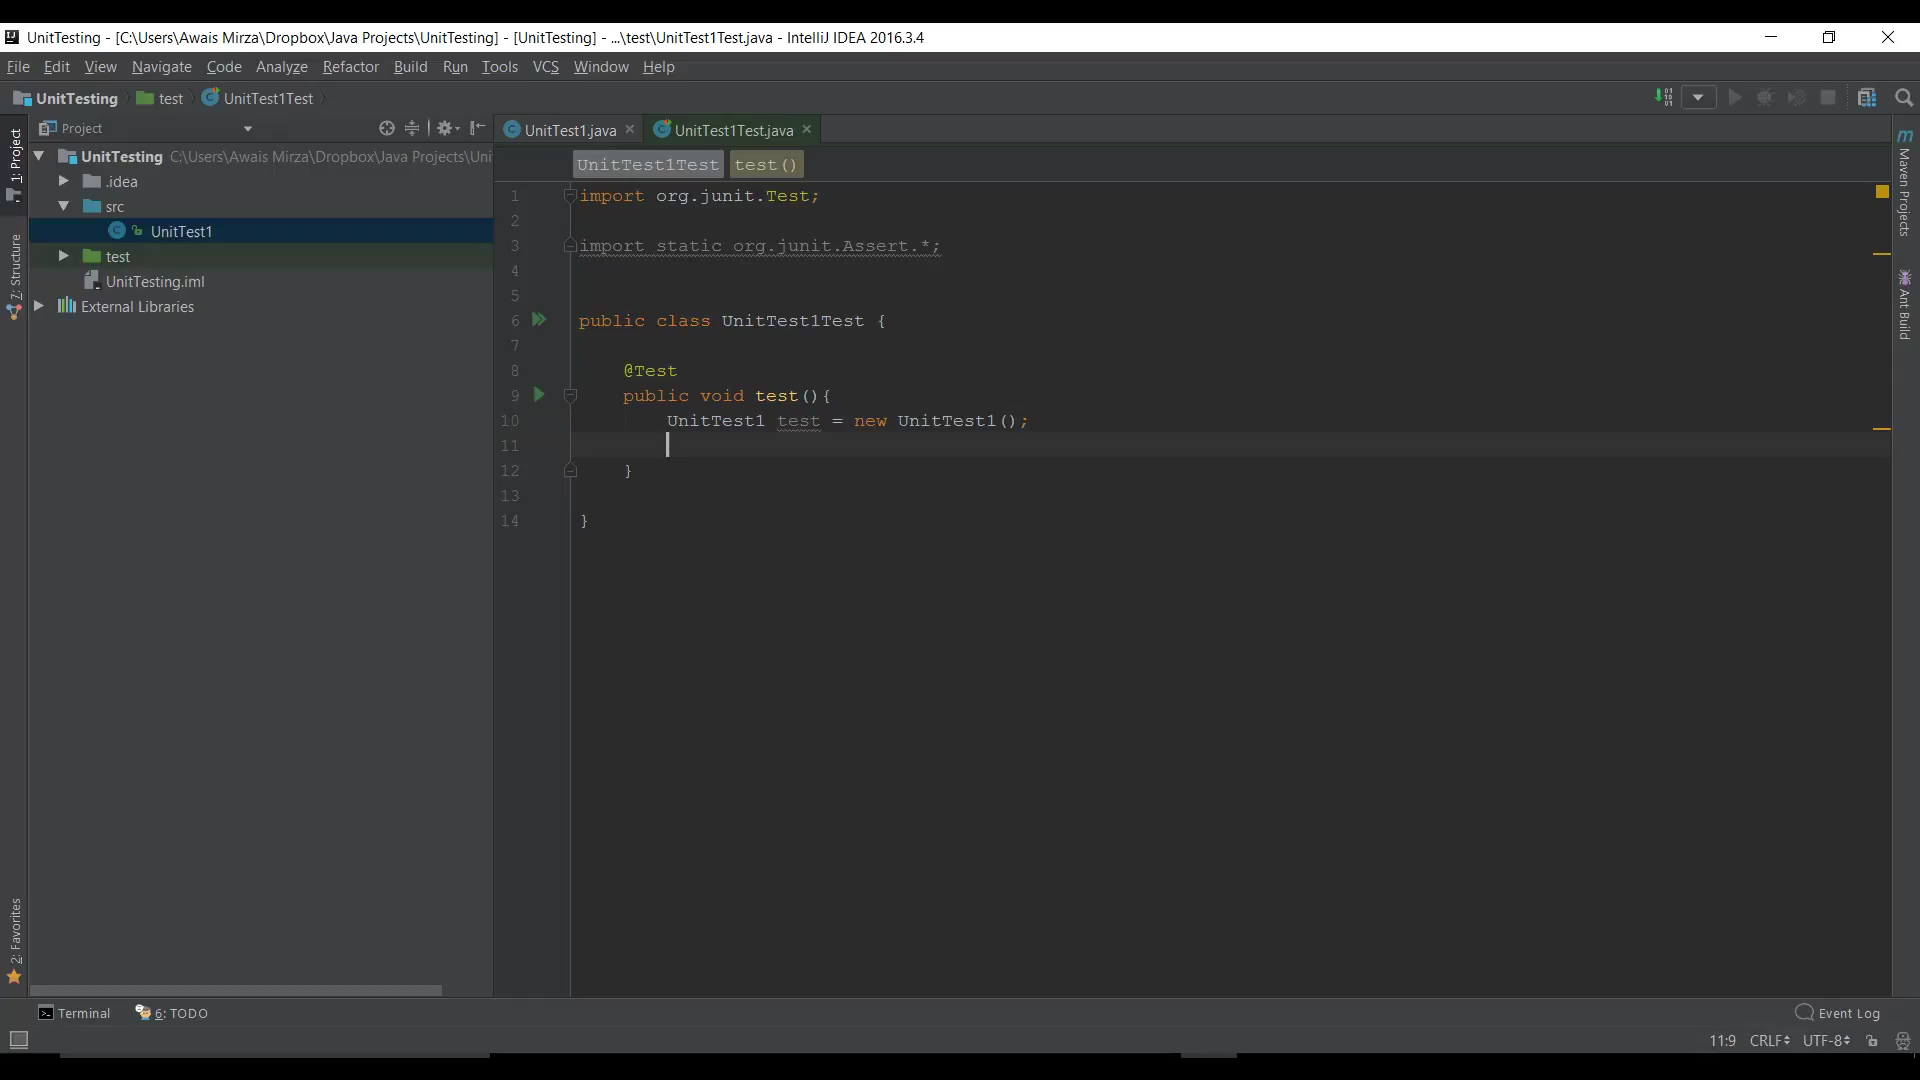 UnitTesting - [C:\Users\Awais Mirza\Dropbox\Java Projects\UnitTesting] - [UnitTesting] - ...\test\UnitTest1Test.java - IntelliJ IDEA 2016.3.4
File Edit View Navigate Code Analyze Refactor Build Run Tools VCS Window Help
UnitTesting test UnitTest1Test
Project
UnitTest1.java UnitTest1Test.java
UnitTesting C:\Users\Awais Mirza\Dropbox\Java Projects\Uni
.idea
src
UnitTest1
test
UnitTesting.iml
External Libraries
1: Project
7: Structure
2: Favorites
UnitTest1Test test()
1 import org.junit.Test;
2
3 import static org.junit.Assert.*;
4
5
6 public class UnitTest1Test {
7
8 @Test
9 public void test(){
10 UnitTest1 test = new UnitTest1();
11
12 }
13
14 }
Maven Projects
Ant Build
Terminal 6: TODO Event Log
11:9 CRLF UTF-8